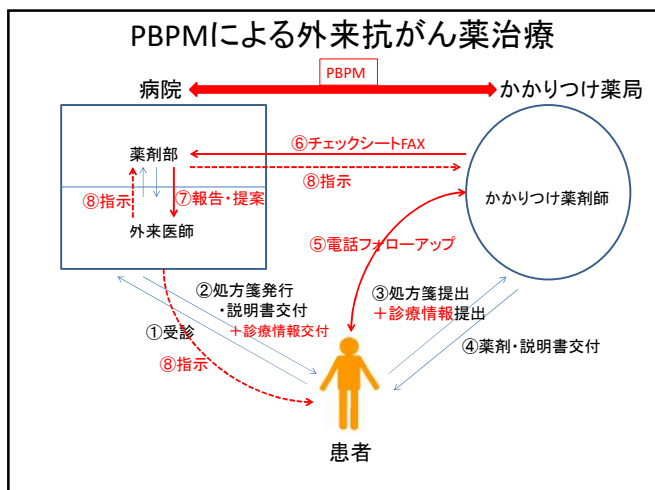 PBPMによる外来抗がん薬治療
PBPM
病院
かかりつけ薬局
⑥チェックシートFAX
薬剤部
⑧指示
⑧指示
⑦報告・提案
かかりつけ薬剤師
外来医師
⑤電話フォローアップ
②処方箋発行
・説明書交付
+診療情報交付
③処方箋提出
+診療情報提出
①受診
④薬剤・説明書交付
⑧指示
患者